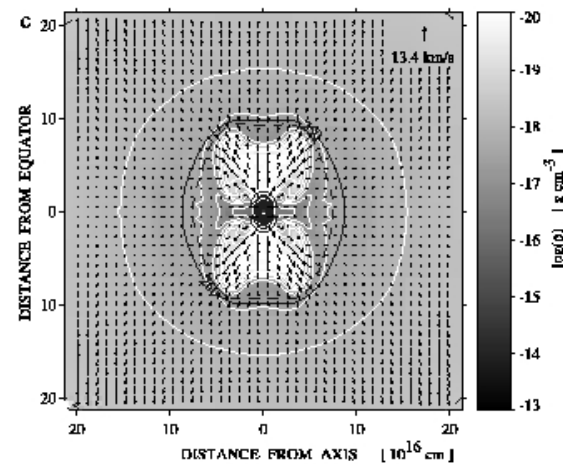 C
13.4 km/s
20
10
0
10
20
DISTANCE FROM EQUATOR
20 10 0 10 20
DISTANCE FROM AXIS [ 10^16 cm ]
-20
-19
-18
-17
-16
-15
-14
-13
log(ρ) [ g cm^-3 ]